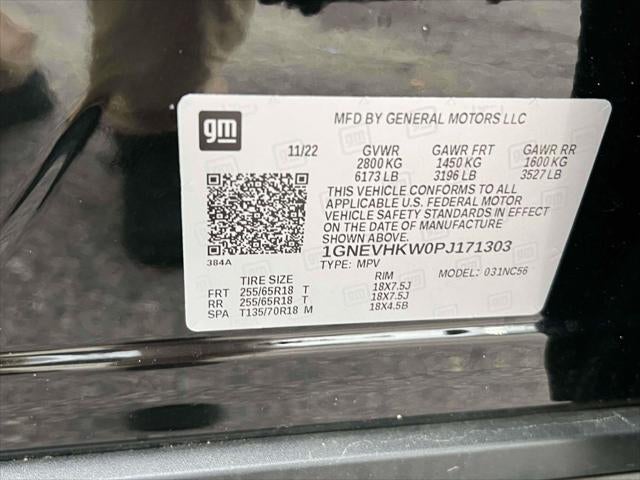 gm
MFD BY GENERAL MOTORS LLC
11/22 GVWR GAWR FRT GAWR RR
2800 KG 1450 KG 1600 KG
6173 LB 3196 LB 3527 LB
THIS VEHICLE CONFORMS TO ALL
APPLICABLE U.S. FEDERAL MOTOR
VEHICLE SAFETY STANDARDS IN EFFECT
ON THE DATE OF MANUFACTURE
SHOWN ABOVE.
384A 1GNEVHKW0PJ171303
TYPE: MPV MODEL: 031NC56
TIRE SIZE RIM
FRT 255/65R18 T 18X7.5J
RR 255/65R18 T 18X7.5J
SPA T135/70R18 M 18X4.5B